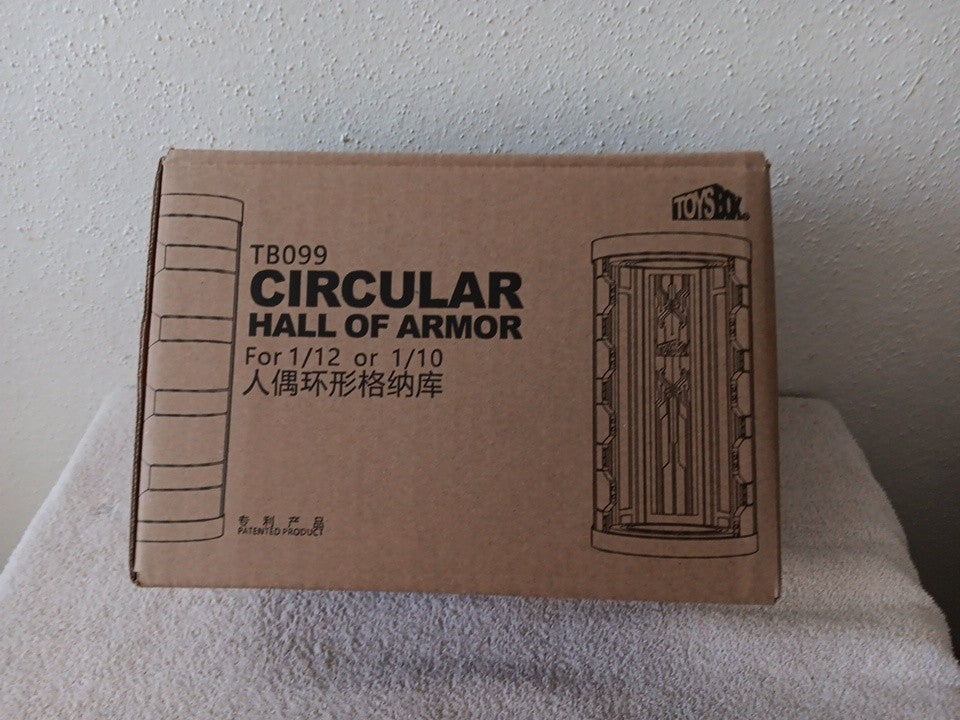 TOYSBOX®
TB099
CIRCULAR
HALL OF ARMOR
For 1/12 or 1/10
人偶环形格纳库
专利产品
PATENTED PRODUCT